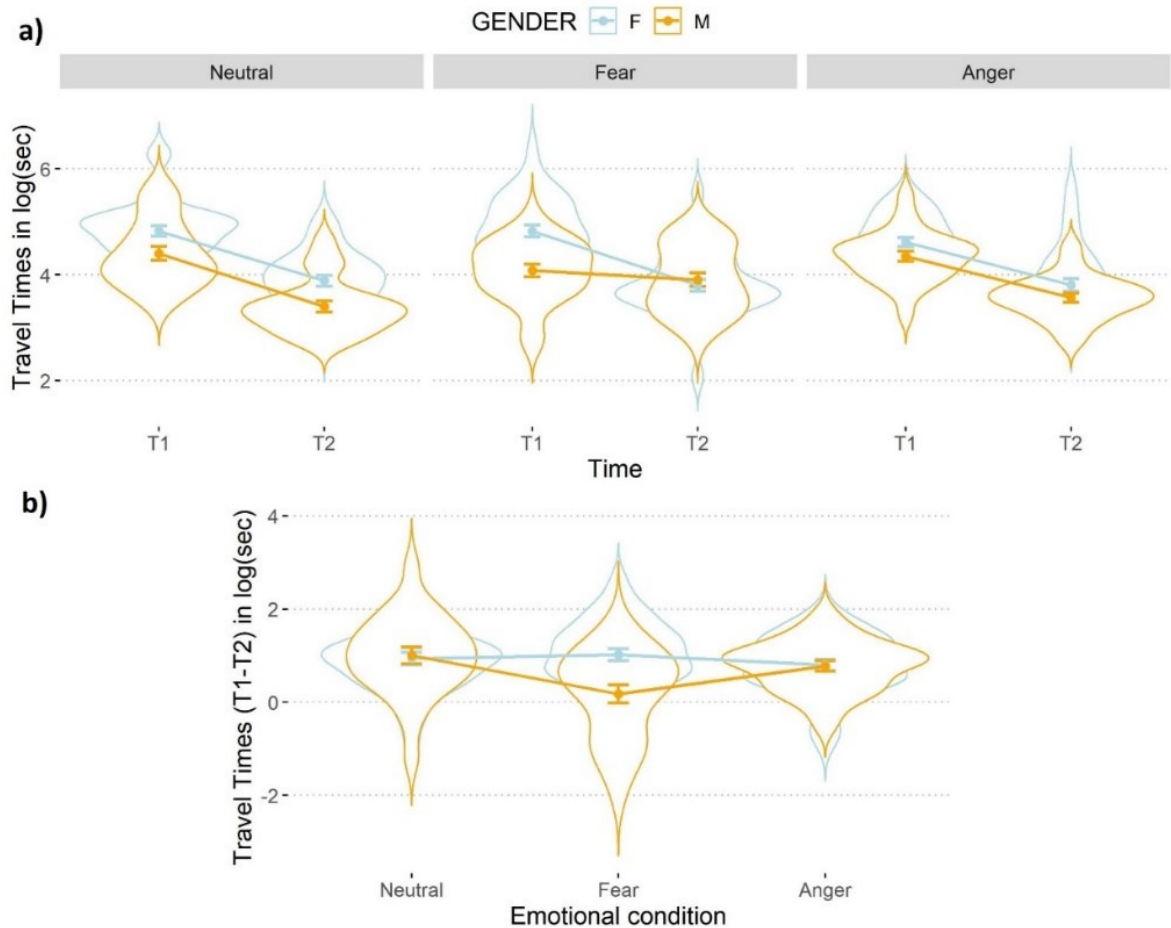 GENDER F M
a)
Neutral Fear Anger
Travel Times in log(sec)
6
4
2
T1 T2 T1 T2 T1 T2
Time
b)
Travel Times (T1-T2) in log(sec)
4
2
0
-2
Neutral Fear Anger
Emotional condition